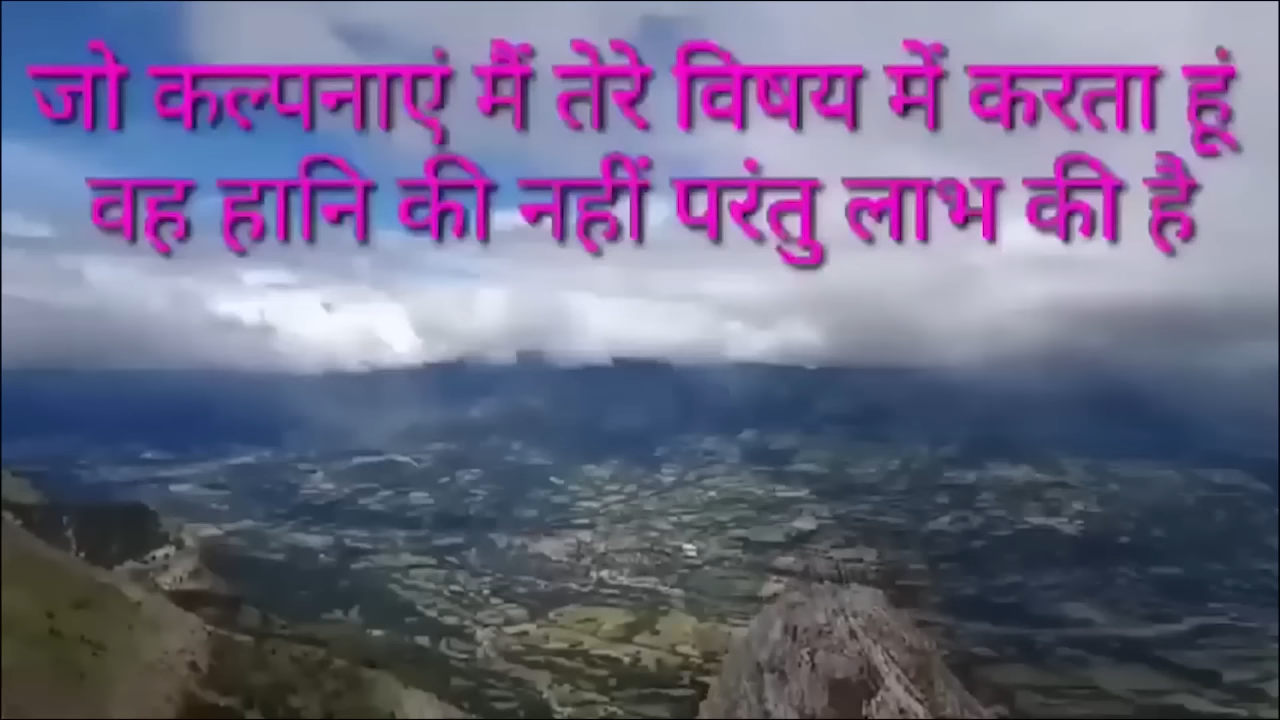 जो कल्पनाएं मैं तेरे विषय में करता हूं
वह हानि की नहीं परंतु लाभ की है